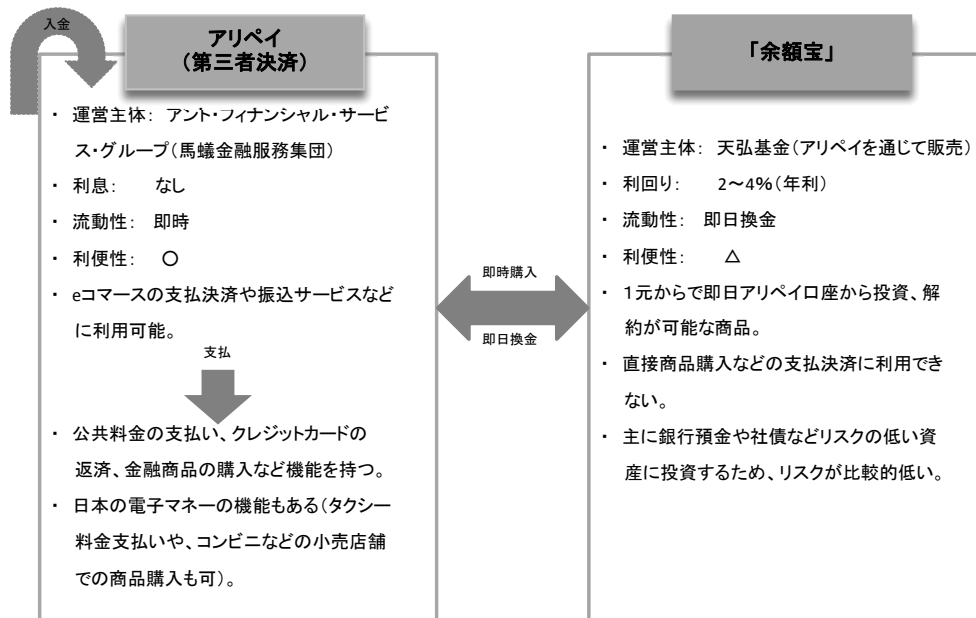 入金
アリペイ
(第三者決済)
・ 運営主体： アント・フィナンシャル・サービ
ス・グループ(馬蟻金融服務集団)
・ 利息： なし
・ 流動性： 即時
・ 利便性： ○
・ eコマースの支払決済や振込サービスなど
に利用可能。
支払
・ 公共料金の支払い、クレジットカードの
返済、金融商品の購入など機能を持つ。
・ 日本の電子マネーの機能もある(タクシー
料金支払いや、コンビニなどの小売店舗
での商品購入も可)。
即時購入
即日換金
「余額宝」
・ 運営主体： 天弘基金(アリペイを通じて販売)
・ 利回り： 2～4%(年利)
・ 流動性： 即日換金
・ 利便性： △
・ 1元からで即日アリペイ口座から投資、解
約が可能な商品。
・ 直接商品購入などの支払決済に利用でき
ない。
・ 主に銀行預金や社債などリスクの低い資
産に投資するため、リスクが比較的低い。